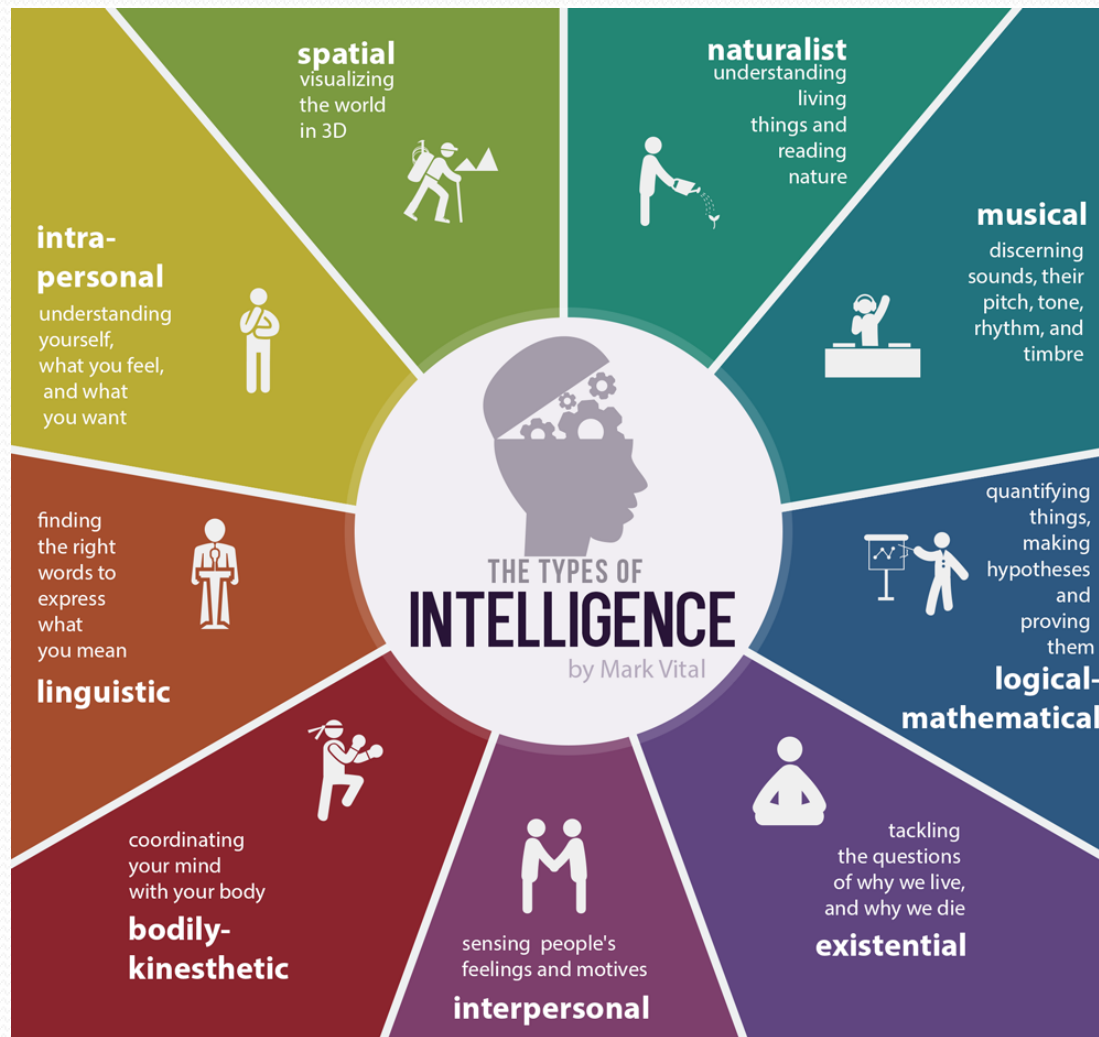 spatial
visualizing
the world
in 3D
naturalist
understanding
living
things and
reading
nature
musical
discerning
sounds, their
pitch, tone,
rhythm, and
timbre
quantifying
things,
making
hypotheses
and
proving
them
logical-
mathematical
tackling
the questions
of why we live,
and why we die
existential
sensing people's
feelings and motives
interpersonal
coordinating
your mind
with your body
bodily-
kinesthetic
finding
the right
words to
express
what
you mean
linguistic
intra-
personal
understanding
yourself,
what you feel,
and what
you want
THE TYPES OF
INTELLIGENCE
by Mark Vital